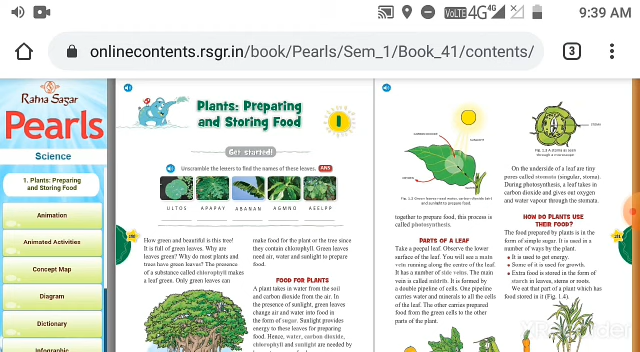 VoLTE 4G 4G 9:39 AM
onlinecontents.rsgr.in/book/Pearls/Sem_1/Book_41/contents/
3
Ratna Sagar
Pearls
Science
1. Plants: Preparing
and Storing Food
Animation
Animated Activities
Concept Map
Diagram
Dictionary
Infographic
Plants: Preparing
and Storing Food
1
Get started!
Unscramble the letters to find the names of these leaves. ANS
ULTOS APAPAY ABANAN AGMNO AEELPP
How green and beautiful is this tree!
It is full of green leaves. Why are
leaves green? Why do most plants and
trees have green leaves? The presence
of a substance called chlorophyll makes
a leaf green. Only green leaves can
make food for the plant or the tree since
they contain chlorophyll. Green leaves
need air, water and sunlight to prepare
food.
FOOD FOR PLANTS
A plant takes in water from the soil
and carbon dioxide from the air. In
the presence of sunlight, green leaves
change air and water into food in
the form of sugar. Sunlight provides
energy to these leaves for preparing
food. Hence, water, carbon dioxide,
chlorophyll and sunlight are needed by
together to prepare food, this process is
called photosynthesis.
PARTS OF A LEAF
Take a peepal leaf. Observe the lower
surface of the leaf. You will see a main
vein running along the centre of the leaf.
It has a number of side veins. The main
vein is called midrib. It is formed by
a double pipeline of cells. One pipeline
carries water and minerals to all the cells
of the leaf. The other carries prepared
food from the green cells to the other
parts of the plant.
On the underside of a leaf are tiny
pores called stomata (singular, stoma).
During photosynthesis, a leaf takes in
carbon dioxide and gives out oxygen
and water vapour through the stomata.
HOW DO PLANTS USE
THEIR FOOD?
The food prepared by plants is in the
form of simple sugar. It is used in a
number of ways by the plant.
It is used to get energy.
Some of it is used for growth.
Extra food is stored in the form of
starch in leaves, stems or roots.
We eat that part of a plant which has
food stored in it (Fig. 1.4).